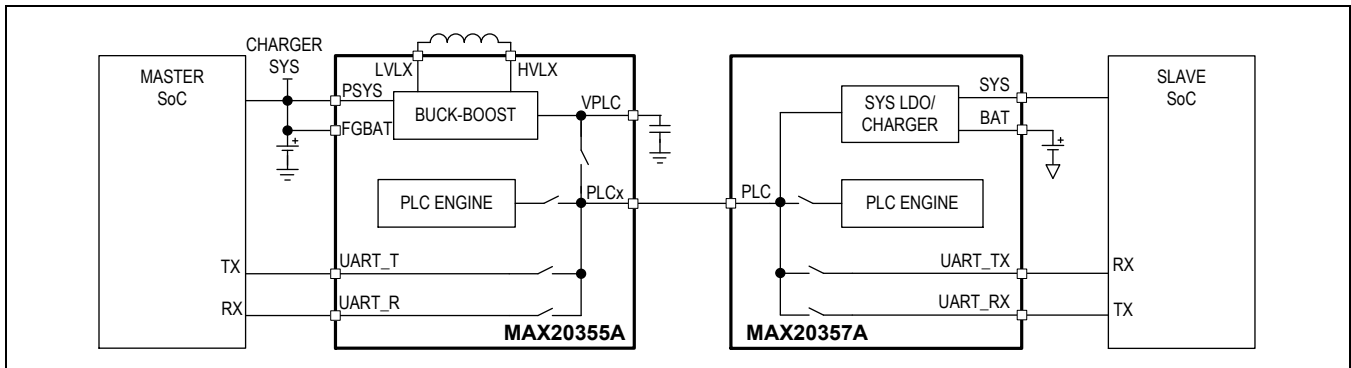 MASTER
SoC
CHARGER
SYS
LVLX
HVLX
PSYS
FGBAT
BUCK-BOOST
VPLC
PLC ENGINE
PLCx
TX
UART_T
RX
UART_R
MAX20355A
PLC
SYS LDO/
CHARGER
SYS
BAT
PLC ENGINE
UART_TX
UART_RX
MAX20357A
SLAVE
SoC
RX
TX
+
+